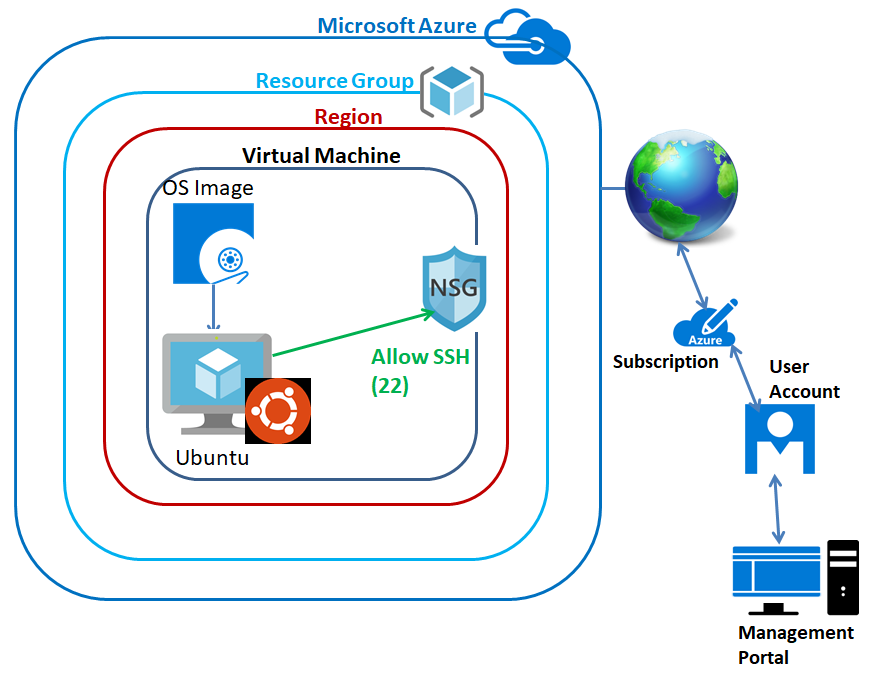 Microsoft Azure
Resource Group
Region
Virtual Machine
OS Image
NSG
Allow SSH
(22)
Ubuntu
Azure
Subscription
User
Account
Management
Portal